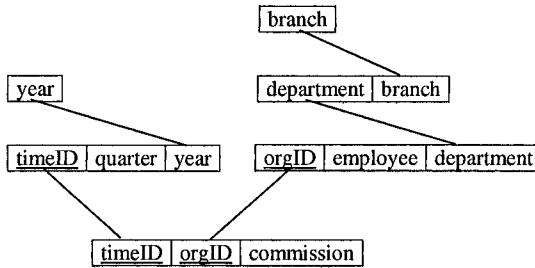 branch
year
department branch
timeID quarter year
orgID employee department
timeID orgID commission